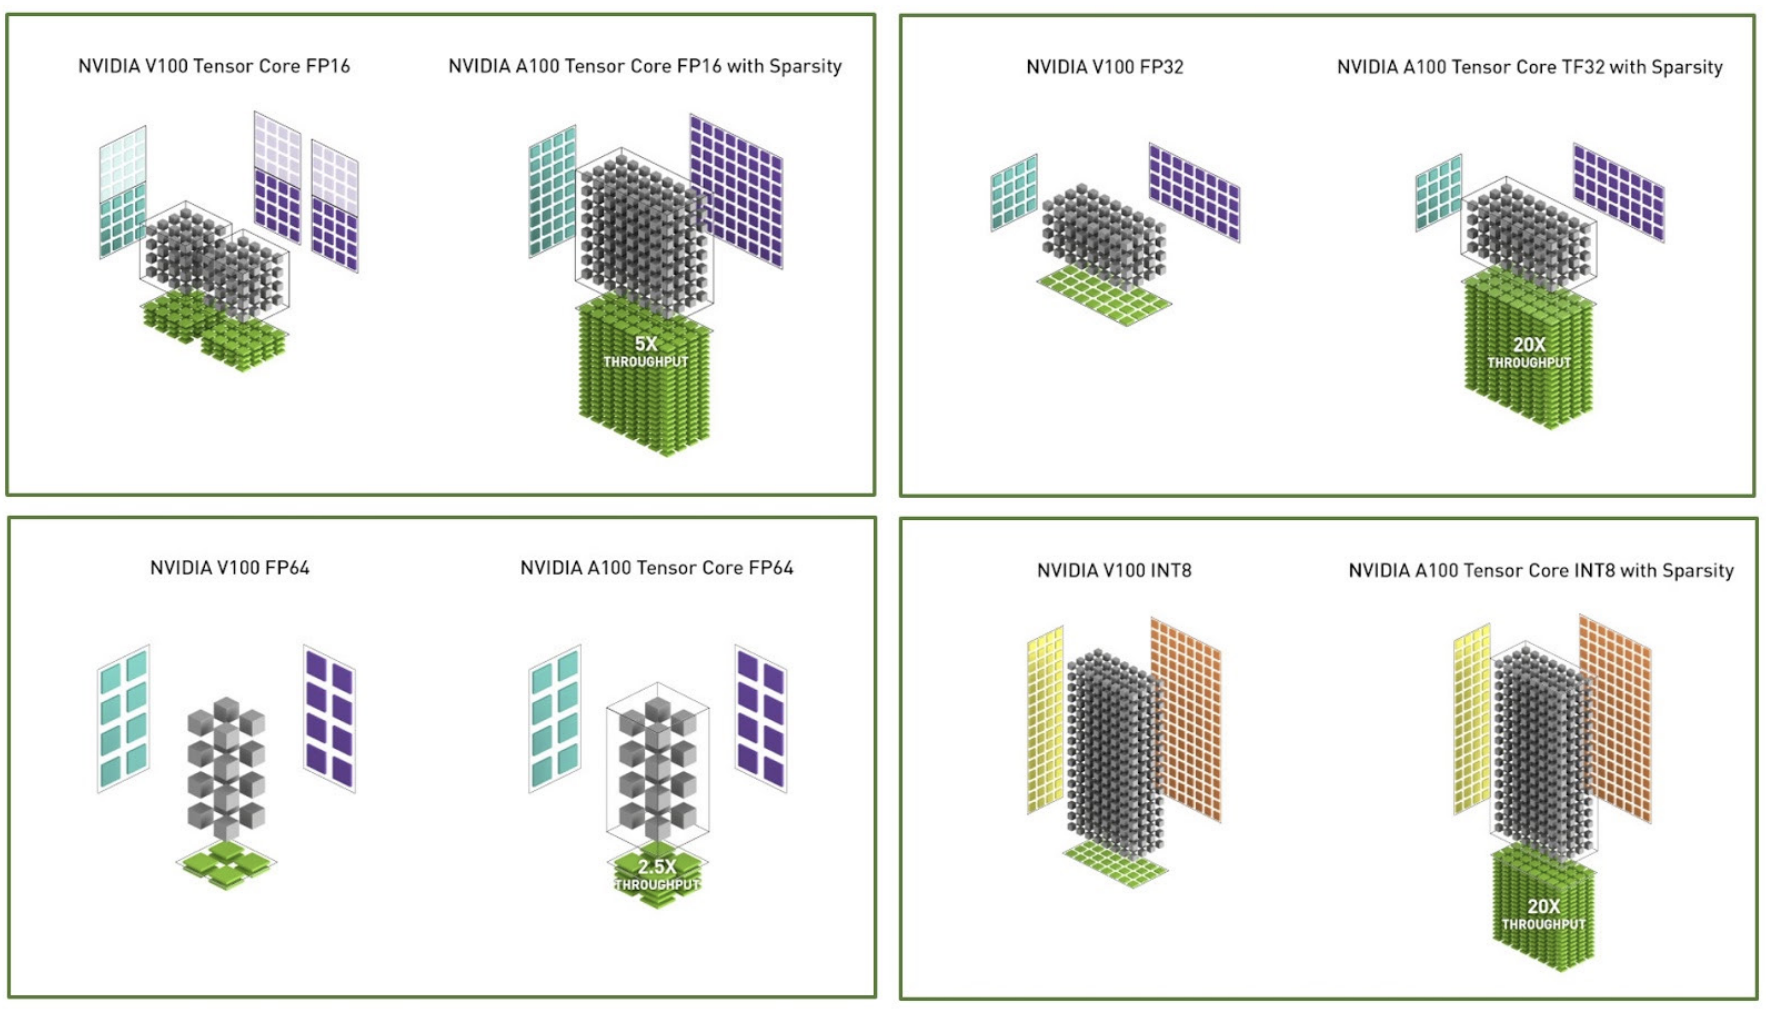 NVIDIA V100 Tensor Core FP16
NVIDIA A100 Tensor Core FP16 with Sparsity
5X
THROUGHPUT
NVIDIA V100 FP32
NVIDIA A100 Tensor Core TF32 with Sparsity
20X
THROUGHPUT
NVIDIA V100 FP64
NVIDIA A100 Tensor Core FP64
2.5X
THROUGHPUT
NVIDIA V100 INT8
NVIDIA A100 Tensor Core INT8 with Sparsity
20X
THROUGHPUT